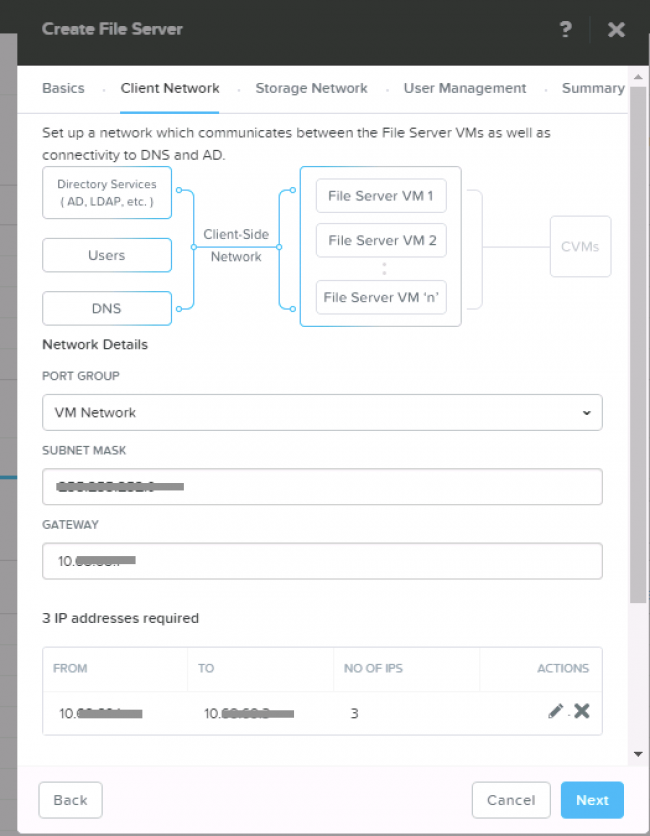 Create File Server ?
Basics · Client Network · Storage Network · User Management · Summary
Set up a network which communicates between the File Server VMs as well as
connectivity to DNS and AD.
Directory Services
( AD, LDAP, etc. )
Users
DNS
Client-Side
Network
File Server VM 1
File Server VM 2
File Server VM 'n'
CVMs
Network Details
PORT GROUP
VM Network
SUBNET MASK
GATEWAY
10.
3 IP addresses required
FROM TO NO OF IPS ACTIONS
10. 10. 3
Back Cancel Next